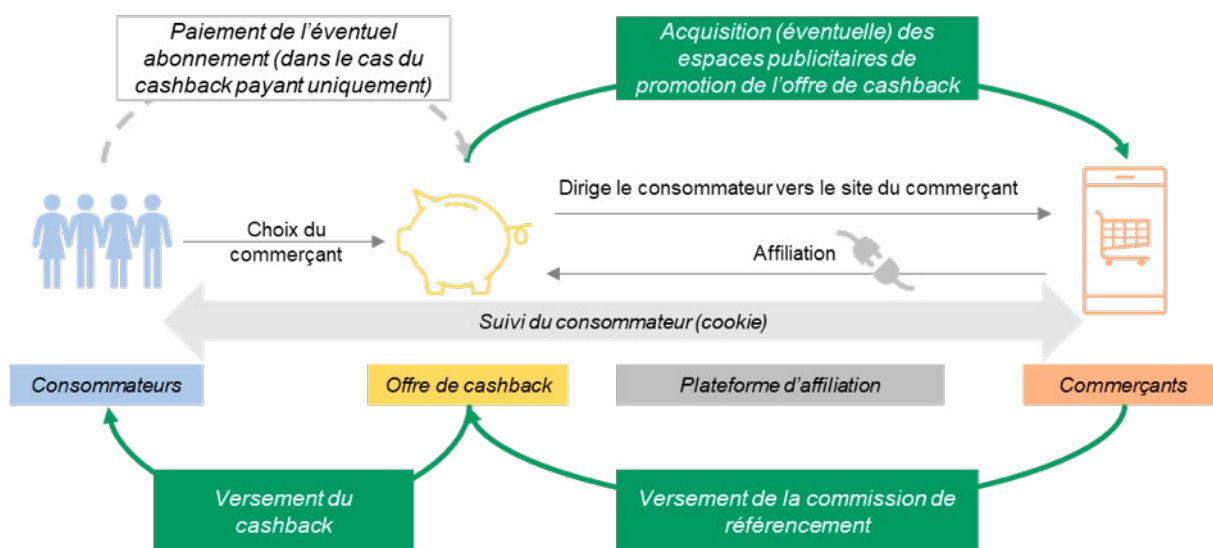 Paiement de l’éventuel
abonnement (dans le cas du
cashback payant uniquement)
Acquisition (éventuelle) des
espaces publicitaires de
promotion de l’offre de cashback
Choix du
commerçant
Dirige le consommateur vers le site du commerçant
Affiliation
Suivi du consommateur (cookie)
Consommateurs
Offre de cashback
Plateforme d’affiliation
Commerçants
Versement du
cashback
Versement de la commission de
référencement